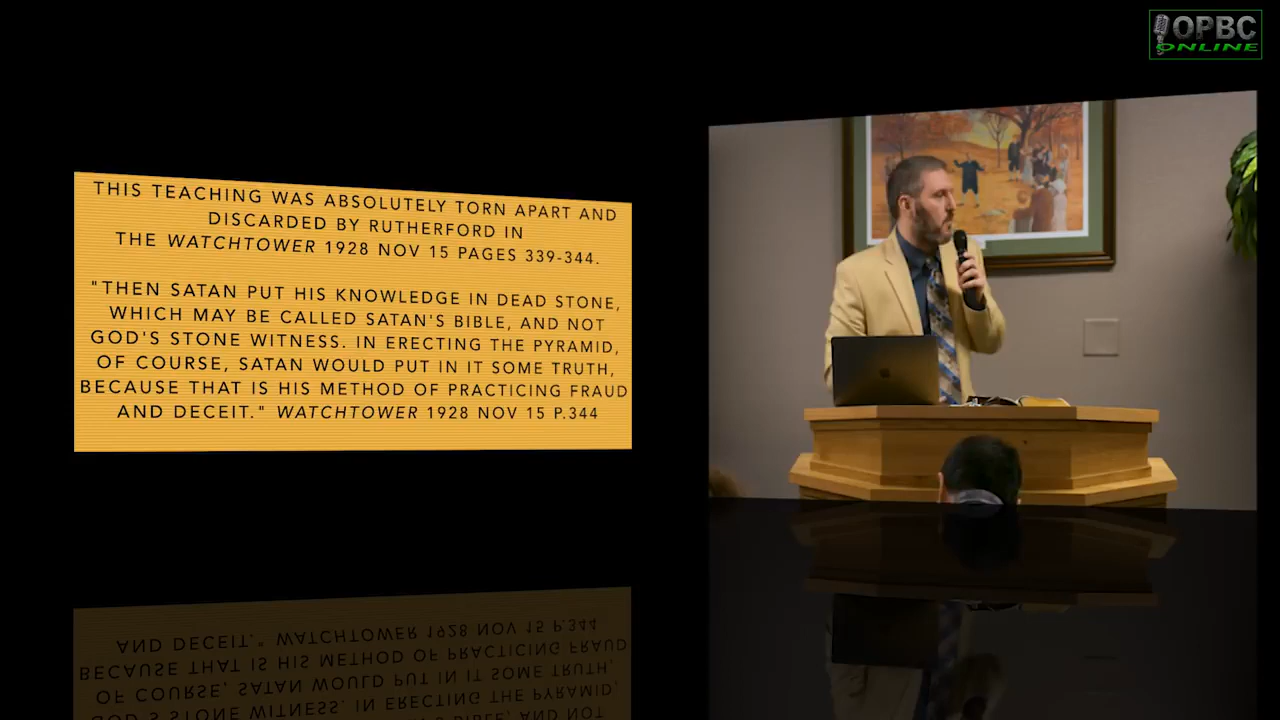 THIS TEACHING WAS ABSOLUTELY TORN APART AND
DISCARDED BY RUTHERFORD IN
THE WATCHTOWER 1928 NOV 15 PAGES 339-344.
"THEN SATAN PUT HIS KNOWLEDGE IN DEAD STONE,
WHICH MAY BE CALLED SATAN'S BIBLE, AND NOT
GOD'S STONE WITNESS. IN ERECTING THE PYRAMID,
OF COURSE, SATAN WOULD PUT IN IT SOME TRUTH,
BECAUSE THAT IS HIS METHOD OF PRACTICING FRAUD
AND DECEIT." WATCHTOWER 1928 NOV 15 P.344
OPBC
ONLINE